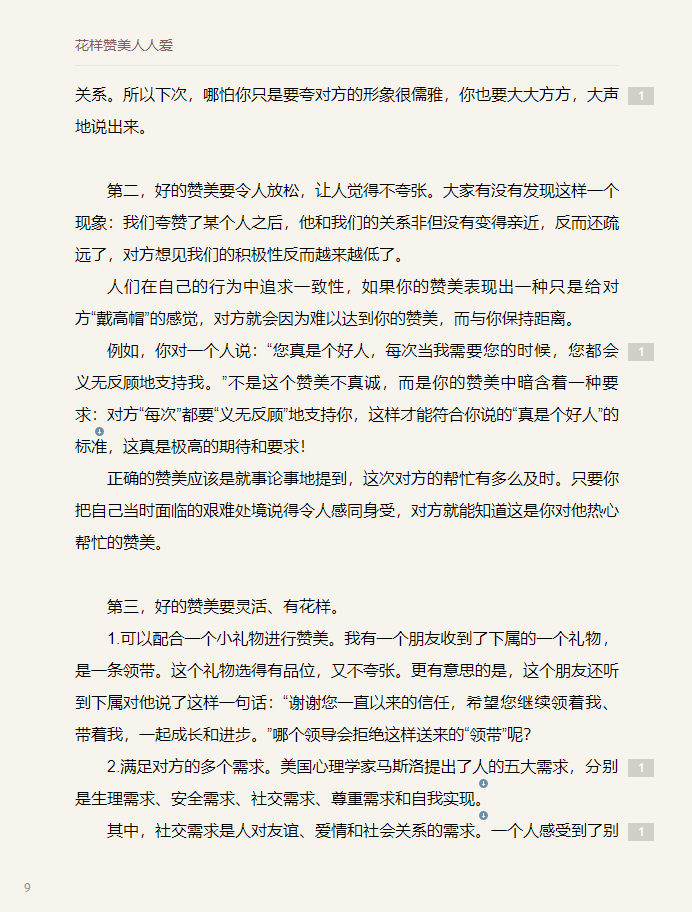 花样赞美人人爱
关系。所以下次，哪怕你只是要夸对方的形象很儒雅，你也要大大方方，大声
1
地说出来。
第二，好的赞美要令人放松，让人觉得不夸张。大家有没有发现这样一个
现象：我们夸赞了某个人之后，他和我们的关系非但没有变得亲近，反而还疏
远了，对方想见我们的积极性反而越来越低了。
人们在自己的行为中追求一致性，如果你的赞美表现出一种只是给对
方“戴高帽”的感觉，对方就会因为难以达到你的赞美，而与你保持距离。
例如，你对一个人说：“您真是个好人，每次当我需要您的时候，您都会
1
义无反顾地支持我。”不是这个赞美不真诚，而是你的赞美中暗含着一种要
求：对方“每次”都要“义无反顾”地支持你，这样才能符合你说的“真是个好人”的
标准，这真是极高的期待和要求！
正确的赞美应该是就事论事地提到，这次对方的帮忙有多么及时。只要你
把自己当时面临的艰难处境说得令人感同身受，对方就能知道这是你对他热心
帮忙的赞美。
第三，好的赞美要灵活、有花样。
1.可以配合一个小礼物进行赞美。我有一个朋友收到了下属的一个礼物，
是一条领带。这个礼物选得有品位，又不夸张。更有意思的是，这个朋友还听
到下属对他说了这样一句话：“谢谢您一直以来的信任，希望您继续领着我、
带着我，一起成长和进步。”哪个领导会拒绝这样送来的“领带”呢？
2.满足对方的多个需求。美国心理学家马斯洛提出了人的五大需求，分别
1
是生理需求、安全需求、社交需求、尊重需求和自我实现。
其中，社交需求是人对友谊、爱情和社会关系的需求。一个人感受到了别
1
9